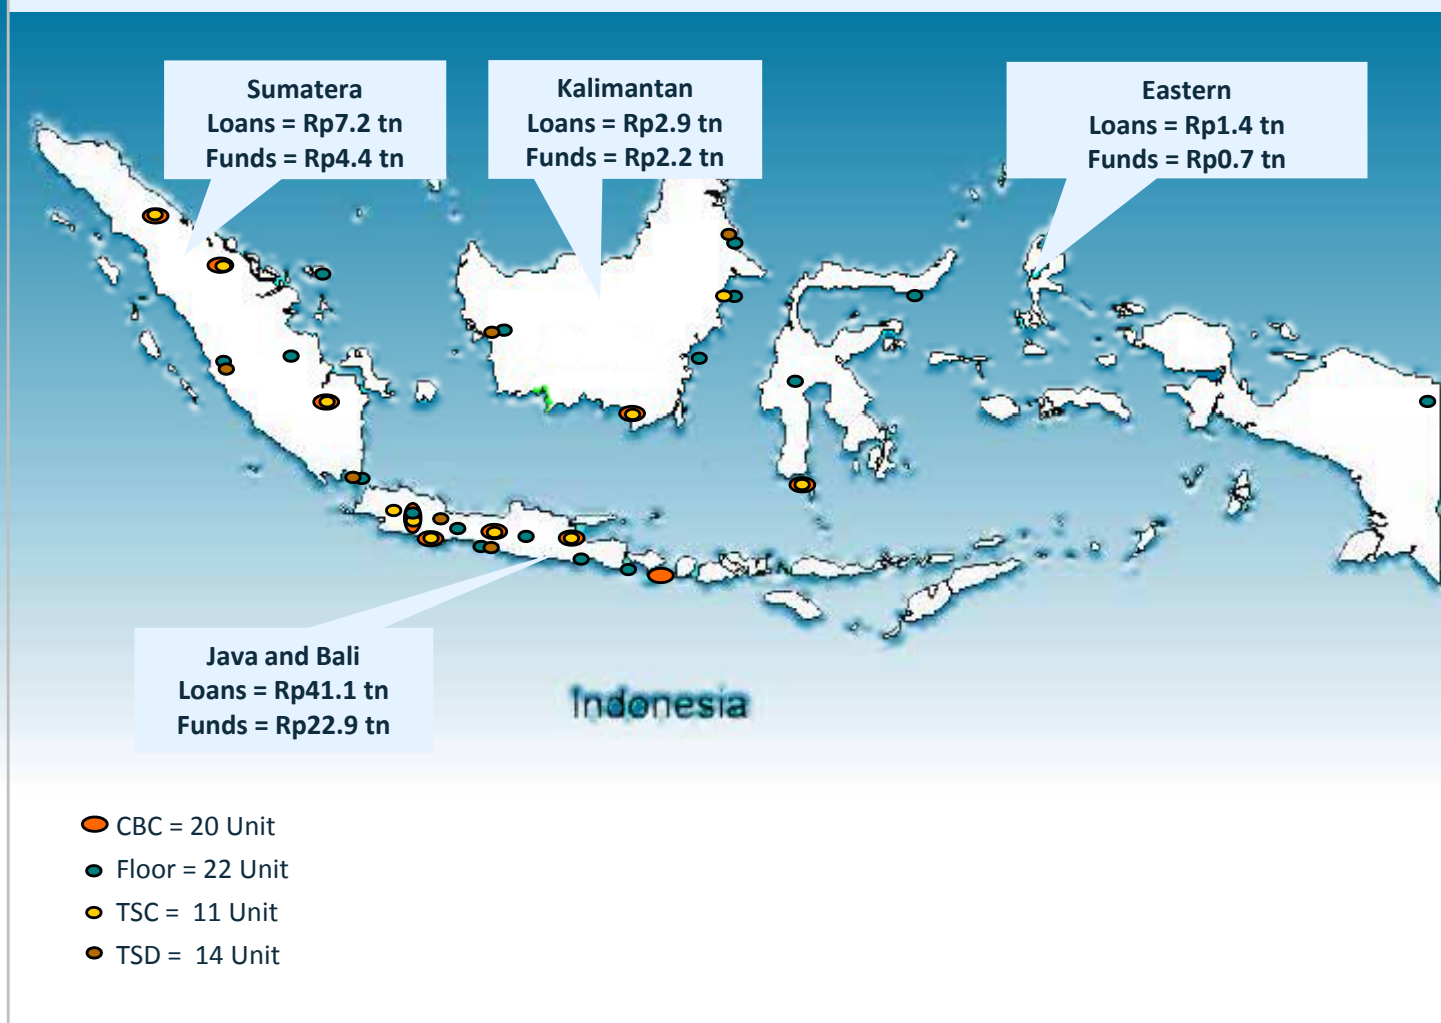 Sumatera
Loans = Rp7.2 tn
Funds = Rp4.4 tn
Kalimantan
Loans = Rp2.9 tn
Funds = Rp2.2 tn
Eastern
Loans = Rp1.4 tn
Funds = Rp0.7 tn
Java and Bali
Loans = Rp41.1 tn
Funds = Rp22.9 tn
Indonesia
CBC = 20 Unit
Floor = 22 Unit
TSC =  11 Unit
TSD =  14 Unit